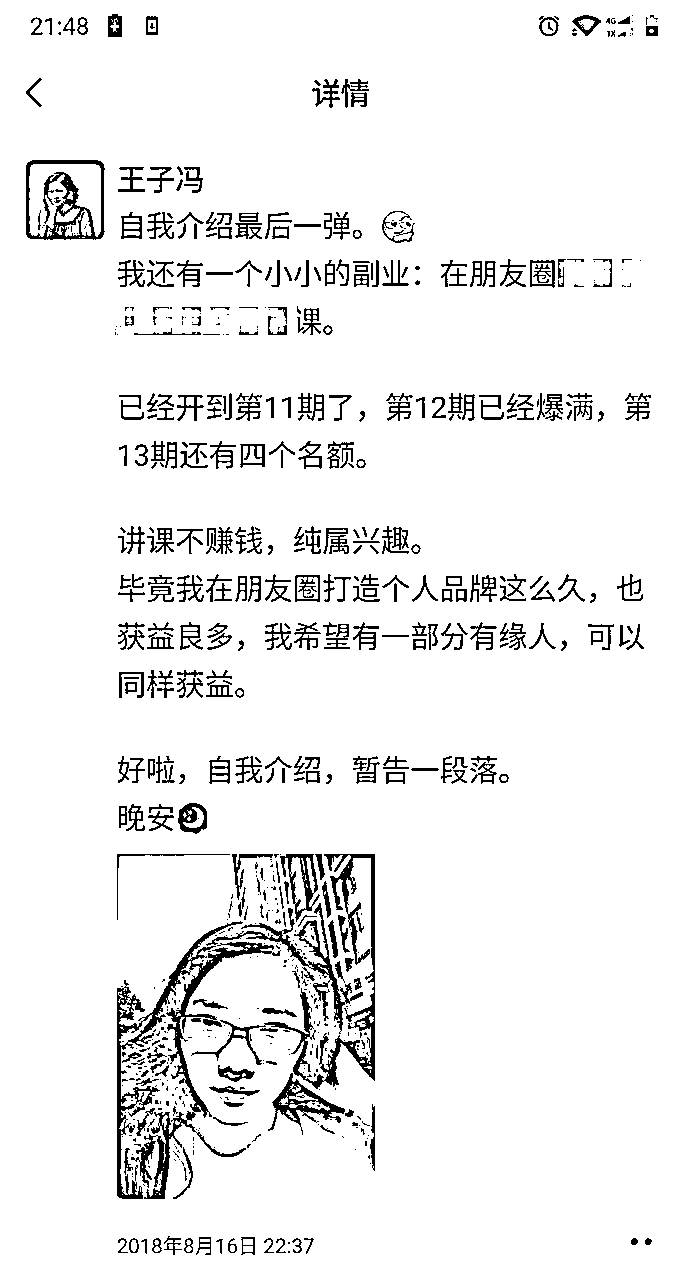 21:48
4G
1X
详情
王子冯
自我介绍最后一弹。
我还有一个小小的副业：在朋友圈
课。
已经开到第11期了，第12期已经爆满，第
13期还有四个名额。
讲课不赚钱，纯属兴趣。
毕竟我在朋友圈打造个人品牌这么久，也
获益良多，我希望有一部分有缘人，可以
同样获益。
好啦，自我介绍，暂告一段落。
晚安
2018年8月16日 22:37